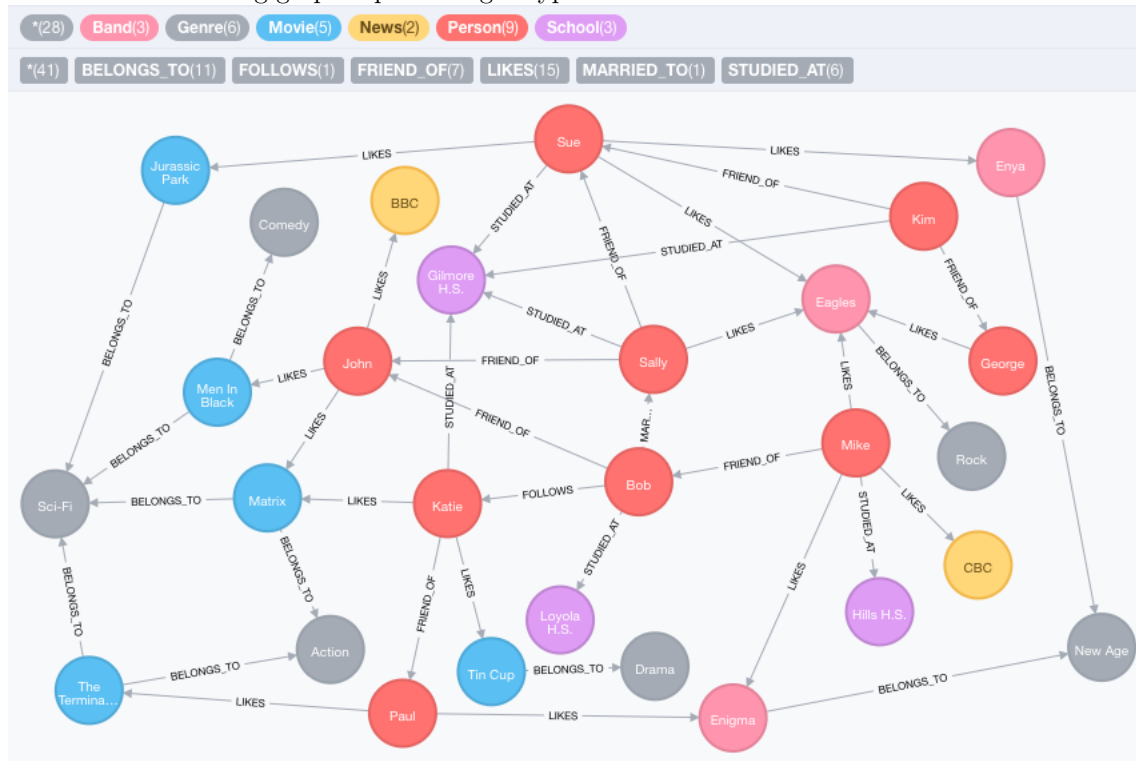 *(28)
Band(3)
Genre(6)
Movie(5)
News(2)
Person(9)
School(3)
*(41)
BELONGS_TO(11)
FOLLOWS(1)
FRIEND_OF(7)
LIKES(15)
MARRIED_TO(1)
STUDIED_AT(6)
Sue
LIKES
LIKES
Jurassic
Park
Enya
FRIEND_OF
BBC
STUDIED_AT
LIKES
Kim
Comedy
STUDIED_AT
FRIEND_OF
Gilmore
H.S.
LIKES
FRIEND_OF
Eagles
BELONGS_TO
STUDIED_AT
BELONGS_TO
LIKES
LIKES
John
FRIEND_OF
Sally
George
BELONGS_TO
LIKES
Men In
Black
LIKES
STUDIED_AT
BELONGS_TO
FRIEND_OF
MAR...
LIKES
BELONGS_TO
Mike
Rock
FRIEND_OF
Bob
FOLLOWS
Sci-Fi
BELONGS_TO
Matrix
LIKES
Katie
LIKES
STUDIED_AT
STUDIED_AT
BELONGS_TO
LIKES
LIKES
CBC
BELONGS_TO
FRIEND_OF
Loyola
H.S.
Hills H.S.
Action
New Age
BELONGS_TO
Tin Cup
BELONGS_TO
Drama
BELONGS_TO
The
Termina...
LIKES
Paul
LIKES
Enigma